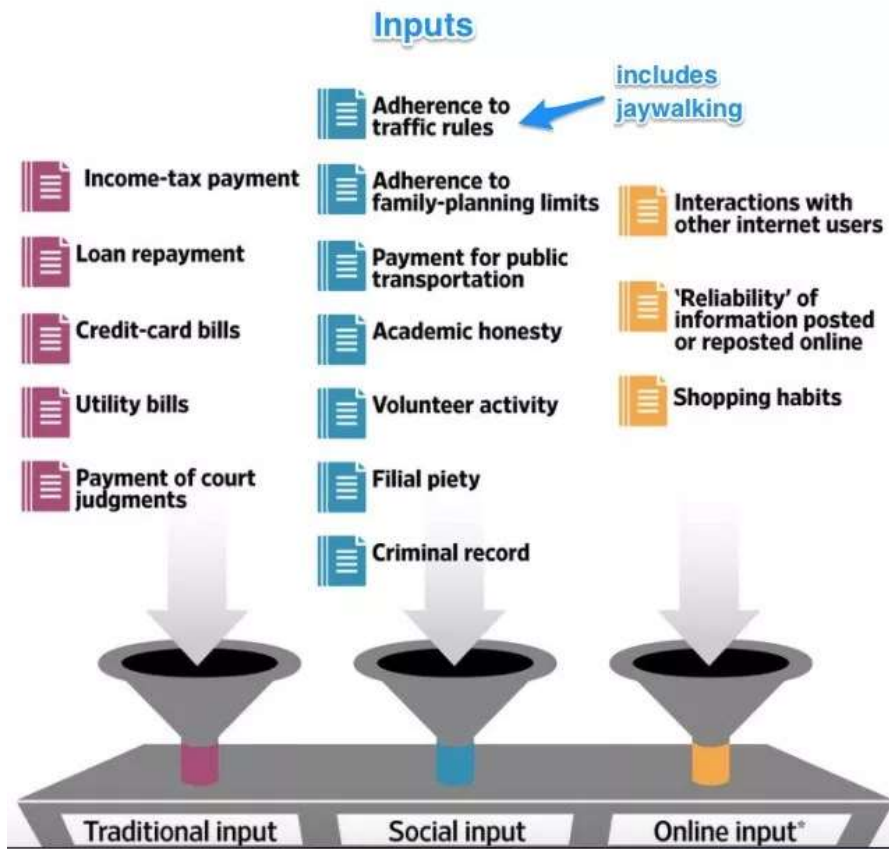 Inputs
includes
jaywalking
Adherence to
traffic rules
Income-tax payment
Loan repayment
Credit-card bills
Utility bills
Payment of court
judgments
Adherence to
family-planning limits
Payment for public
transportation
Academic honesty
Volunteer activity
Filial piety
Criminal record
Interactions with
other internet users
‘Reliability’ of
information posted
or reposted online
Shopping habits
Traditional input
Social input
Online input*